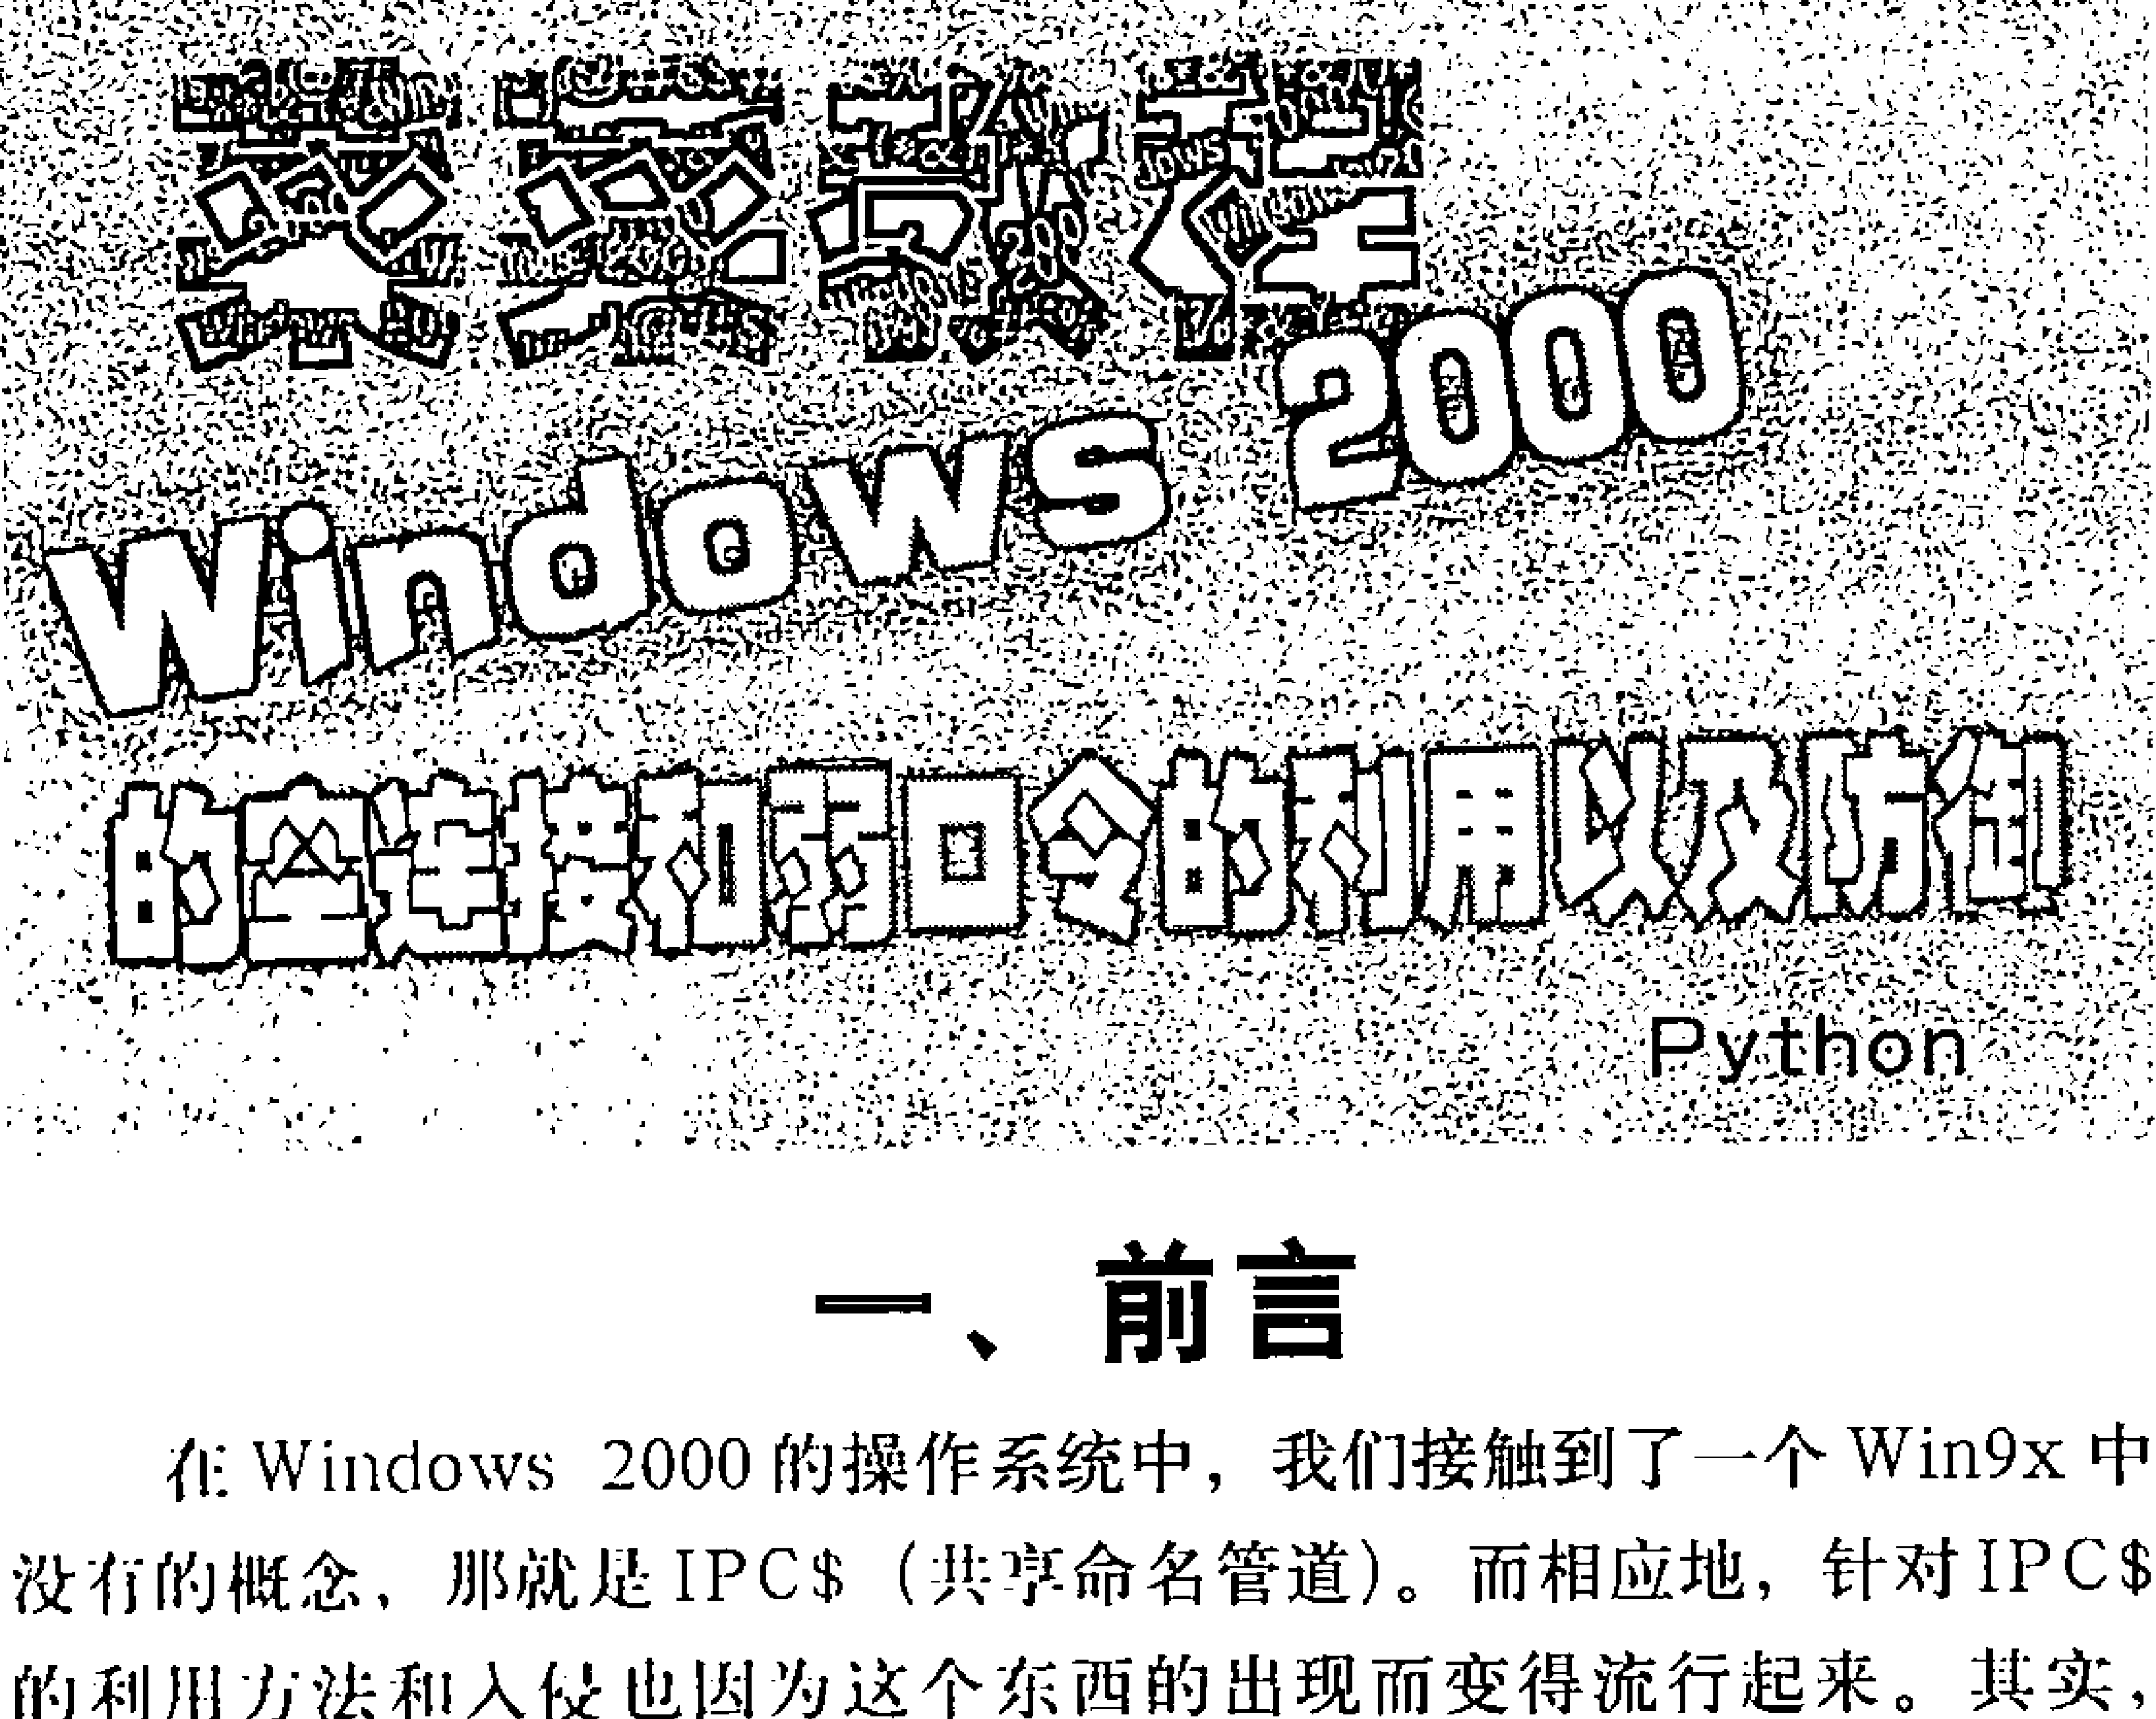 Windows 2000
的空连接和弱口令的利用以及防御
Python
一、前言
在 Windows 2000 的操作系统中，我们接触到了一个 Win9x 中
没有的概念，那就是 IPC$（共享命名管道）。而相应地，针对 IPC$
的利用方法和入侵也因为这个东西的出现而变得流行起来。其实，